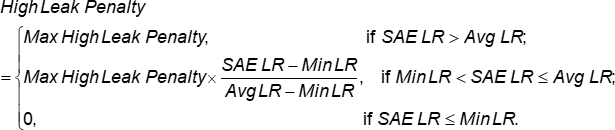 High Leak Penalty
= { Max High Leak Penalty, if SAE LR > Avg LR;
Max High Leak Penalty × (SAE LR – Min LR) / (Avg LR – Min LR), if Min LR < SAE LR ≤ Avg LR;
0, if SAE LR ≤ Min LR.